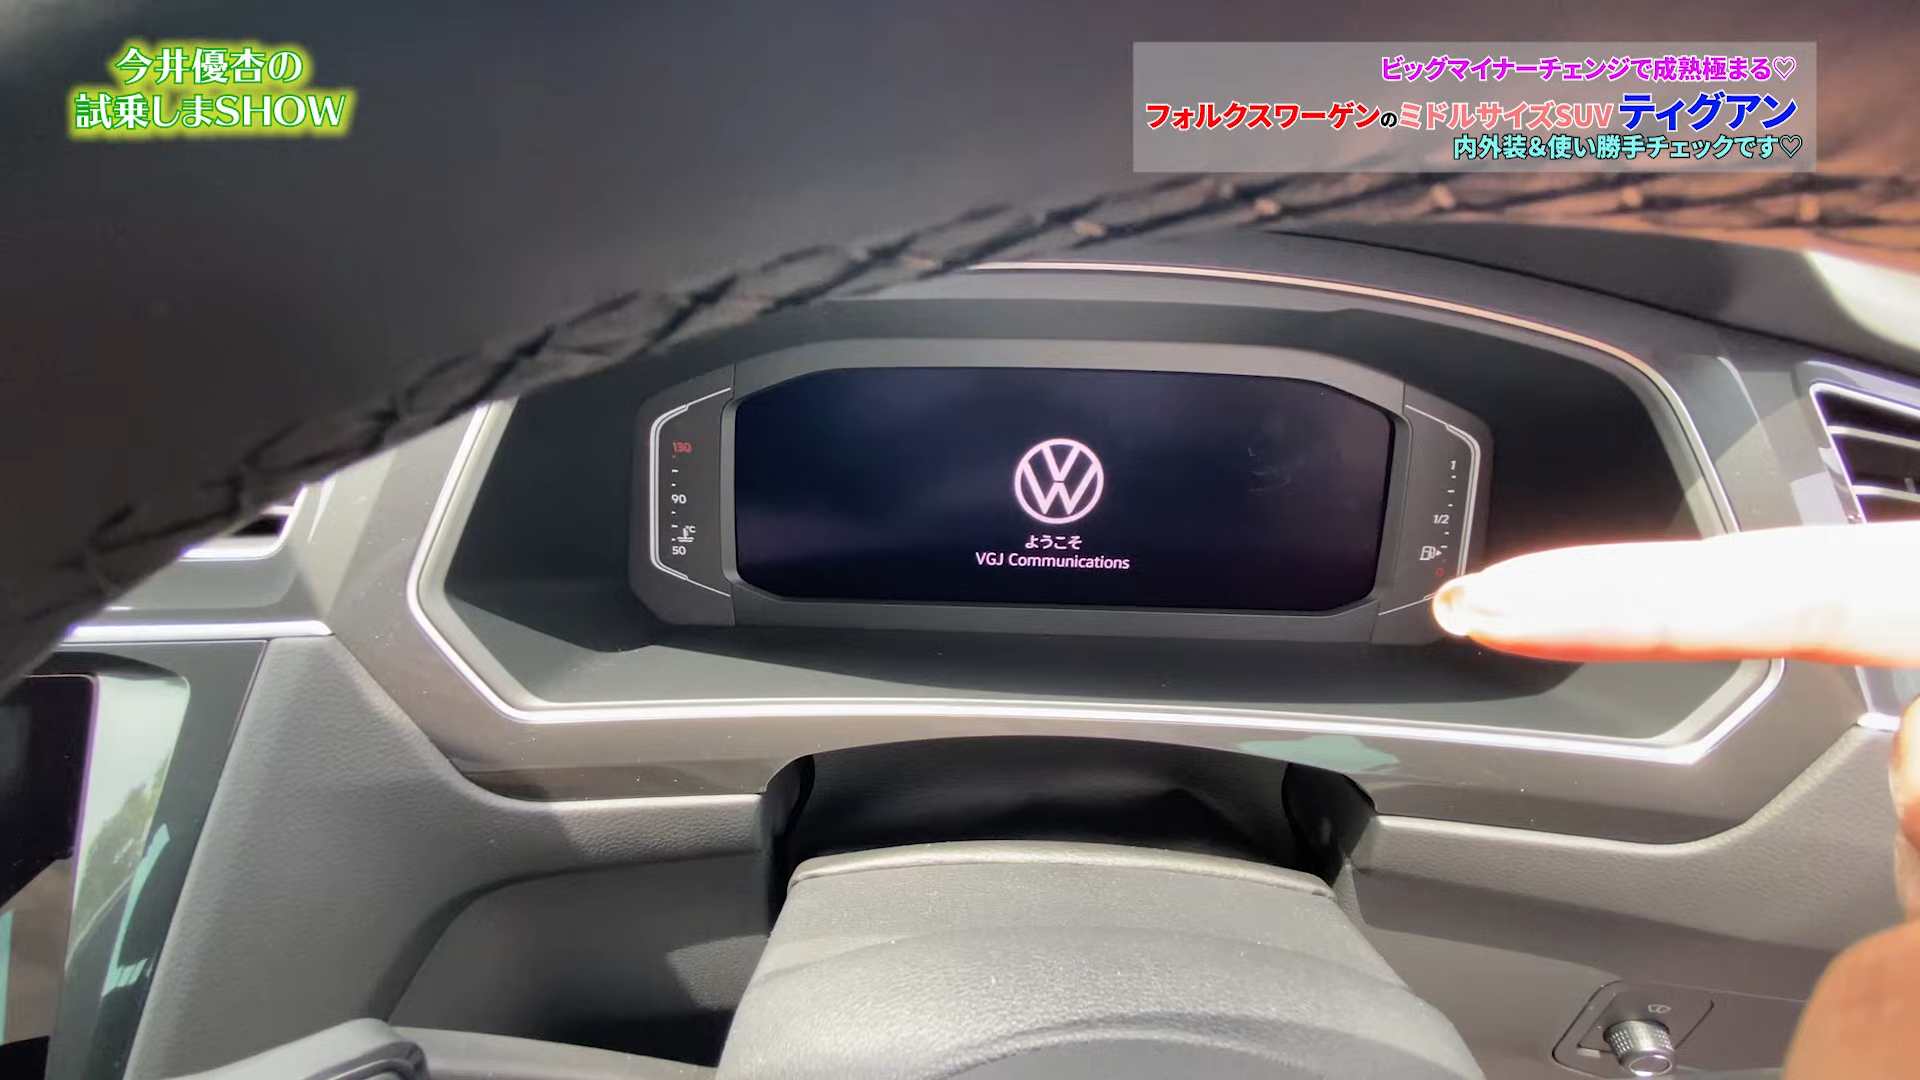 今井優杏の
試乗しまSHOW
ビッグマイナーチェンジで成熟極まる♡
フォルクスワーゲンのミドルサイズSUV ティグアン
内外装&使い勝手チェックです♡
130
90
°C
50
ようこそ
VGJ Communications
1
1/2
0